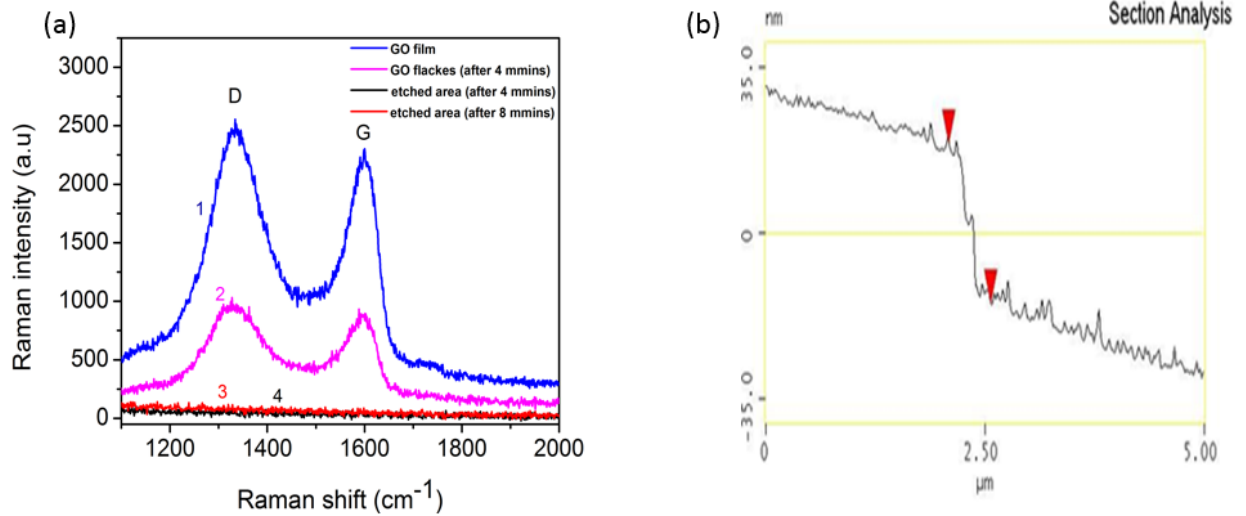 (a)
GO film
GO flackes (after 4 mmins)
etched area (after 4 mmins)
etched area (after 8 mmins)
D
G
1
2
3
4
3000
2500
2000
1500
1000
500
0
1200
1400
1600
1800
2000
Raman intensity (a.u)
Raman shift (cm-1)
(b)
nm
Section Analysis
35.0
0
-35.0
0
2.50
5.00
µm